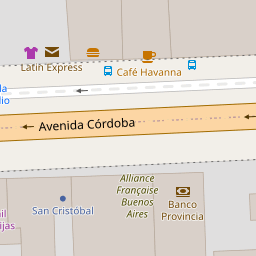 Latin Express
Café Havanna
Avenida Córdoba
Alliance
Française
Buenos
Aires
San Cristóbal
Banco
Provincia